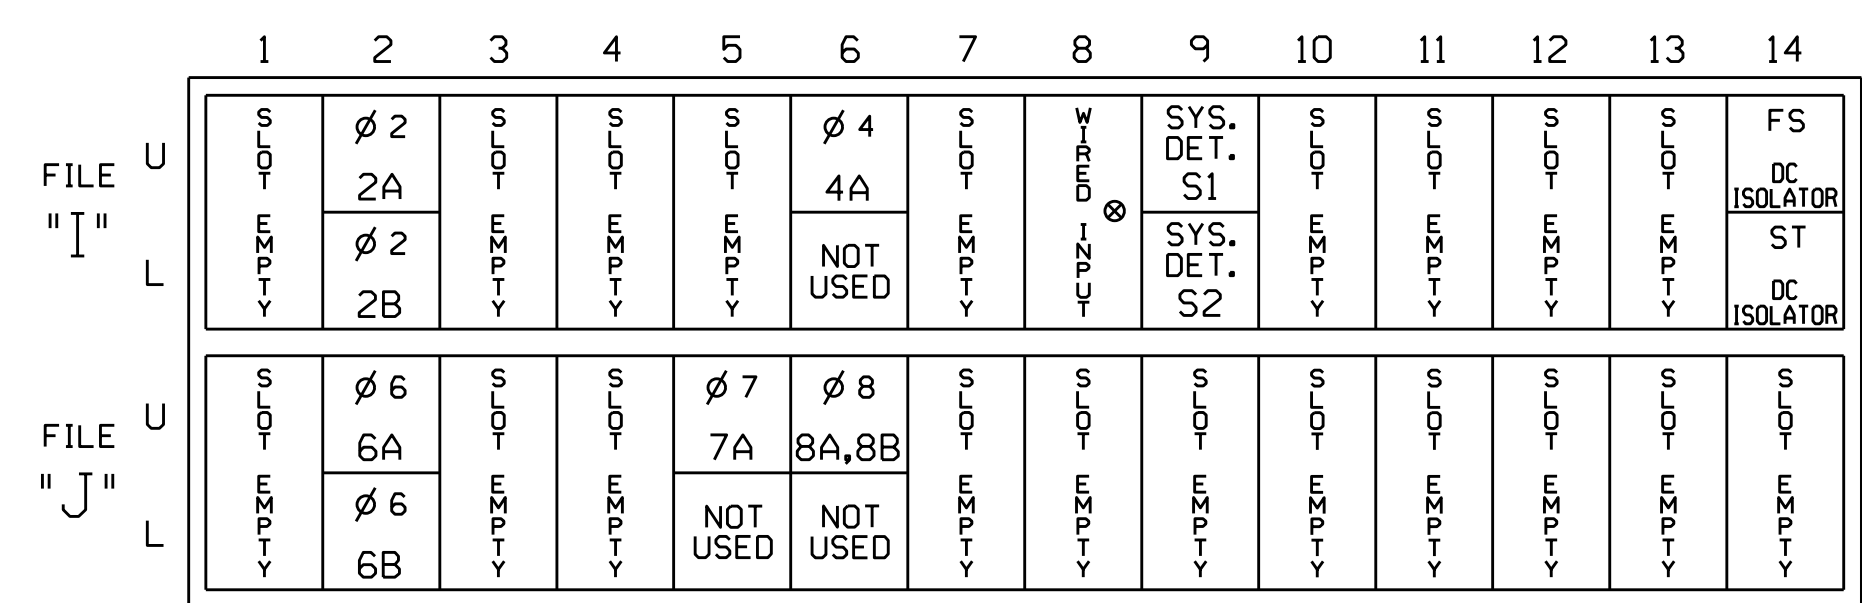 1 2 3 4 5 6 7 8 9 10 11 12 13 14
FILE "I"
U
L
SLOT EMPTY
Ø 2
2A
Ø 2
2B
SLOT EMPTY
SLOT EMPTY
SLOT EMPTY
Ø 4
4A
NOT
USED
SLOT EMPTY
WIRED INPUT
SYS.
DET.
S1
SYS.
DET.
S2
SLOT EMPTY
SLOT EMPTY
SLOT EMPTY
SLOT EMPTY
FS
DC
ISOLATOR
ST
DC
ISOLATOR
FILE "J"
U
L
SLOT EMPTY
Ø 6
6A
Ø 6
6B
SLOT EMPTY
SLOT EMPTY
Ø 7
7A
NOT
USED
Ø 8
8A,8B
NOT
USED
SLOT EMPTY
SLOT EMPTY
SLOT EMPTY
SLOT EMPTY
SLOT EMPTY
SLOT EMPTY
SLOT EMPTY
SLOT EMPTY